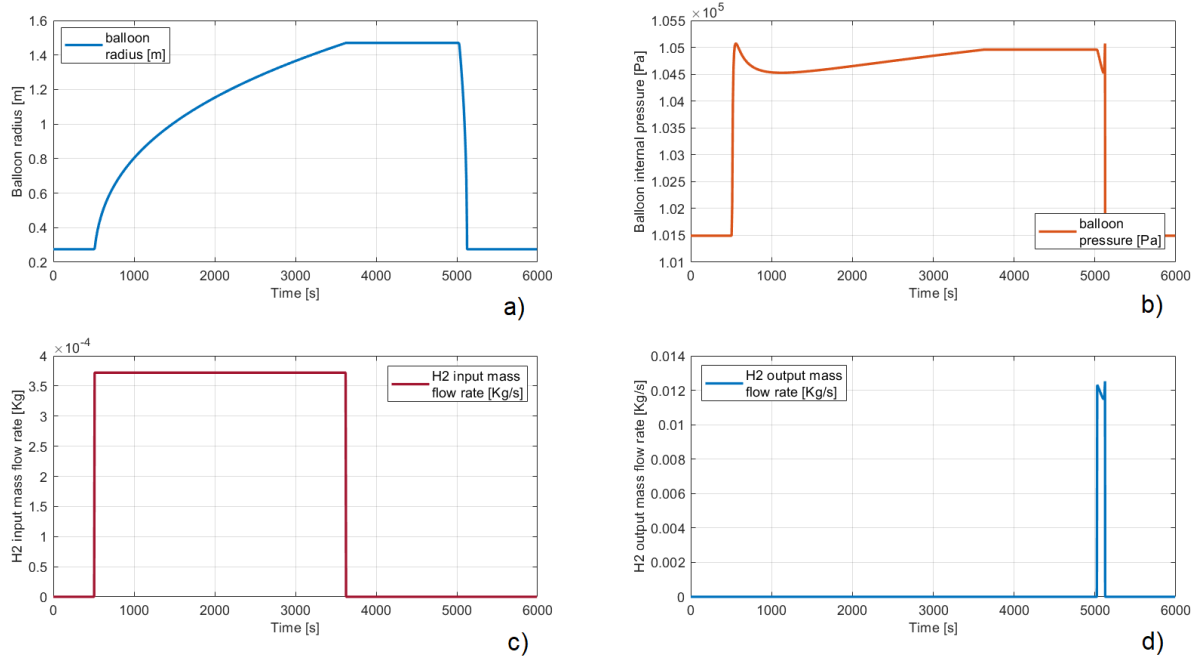 balloon
radius [m]
Balloon radius [m]
1.6
1.4
1.2
1
0.8
0.6
0.4
0.2
0 1000 2000 3000 4000 5000 6000
Time [s]
a)
×10^5
balloon
pressure [Pa]
Balloon internal pressure [Pa]
1.055
1.05
1.045
1.04
1.035
1.03
1.025
1.02
1.015
1.01
0 1000 2000 3000 4000 5000 6000
Time [s]
b)
×10^-4
H2 input mass
flow rate [Kg/s]
H2 input mass flow rate [Kg]
4
3.5
3
2.5
2
1.5
1
0.5
0
0 1000 2000 3000 4000 5000 6000
Time [s]
c)
H2 output mass
flow rate [Kg/s]
H2 output mass flow rate [Kg/s]
0.014
0.012
0.01
0.008
0.006
0.004
0.002
0
0 1000 2000 3000 4000 5000 6000
Time [s]
d)